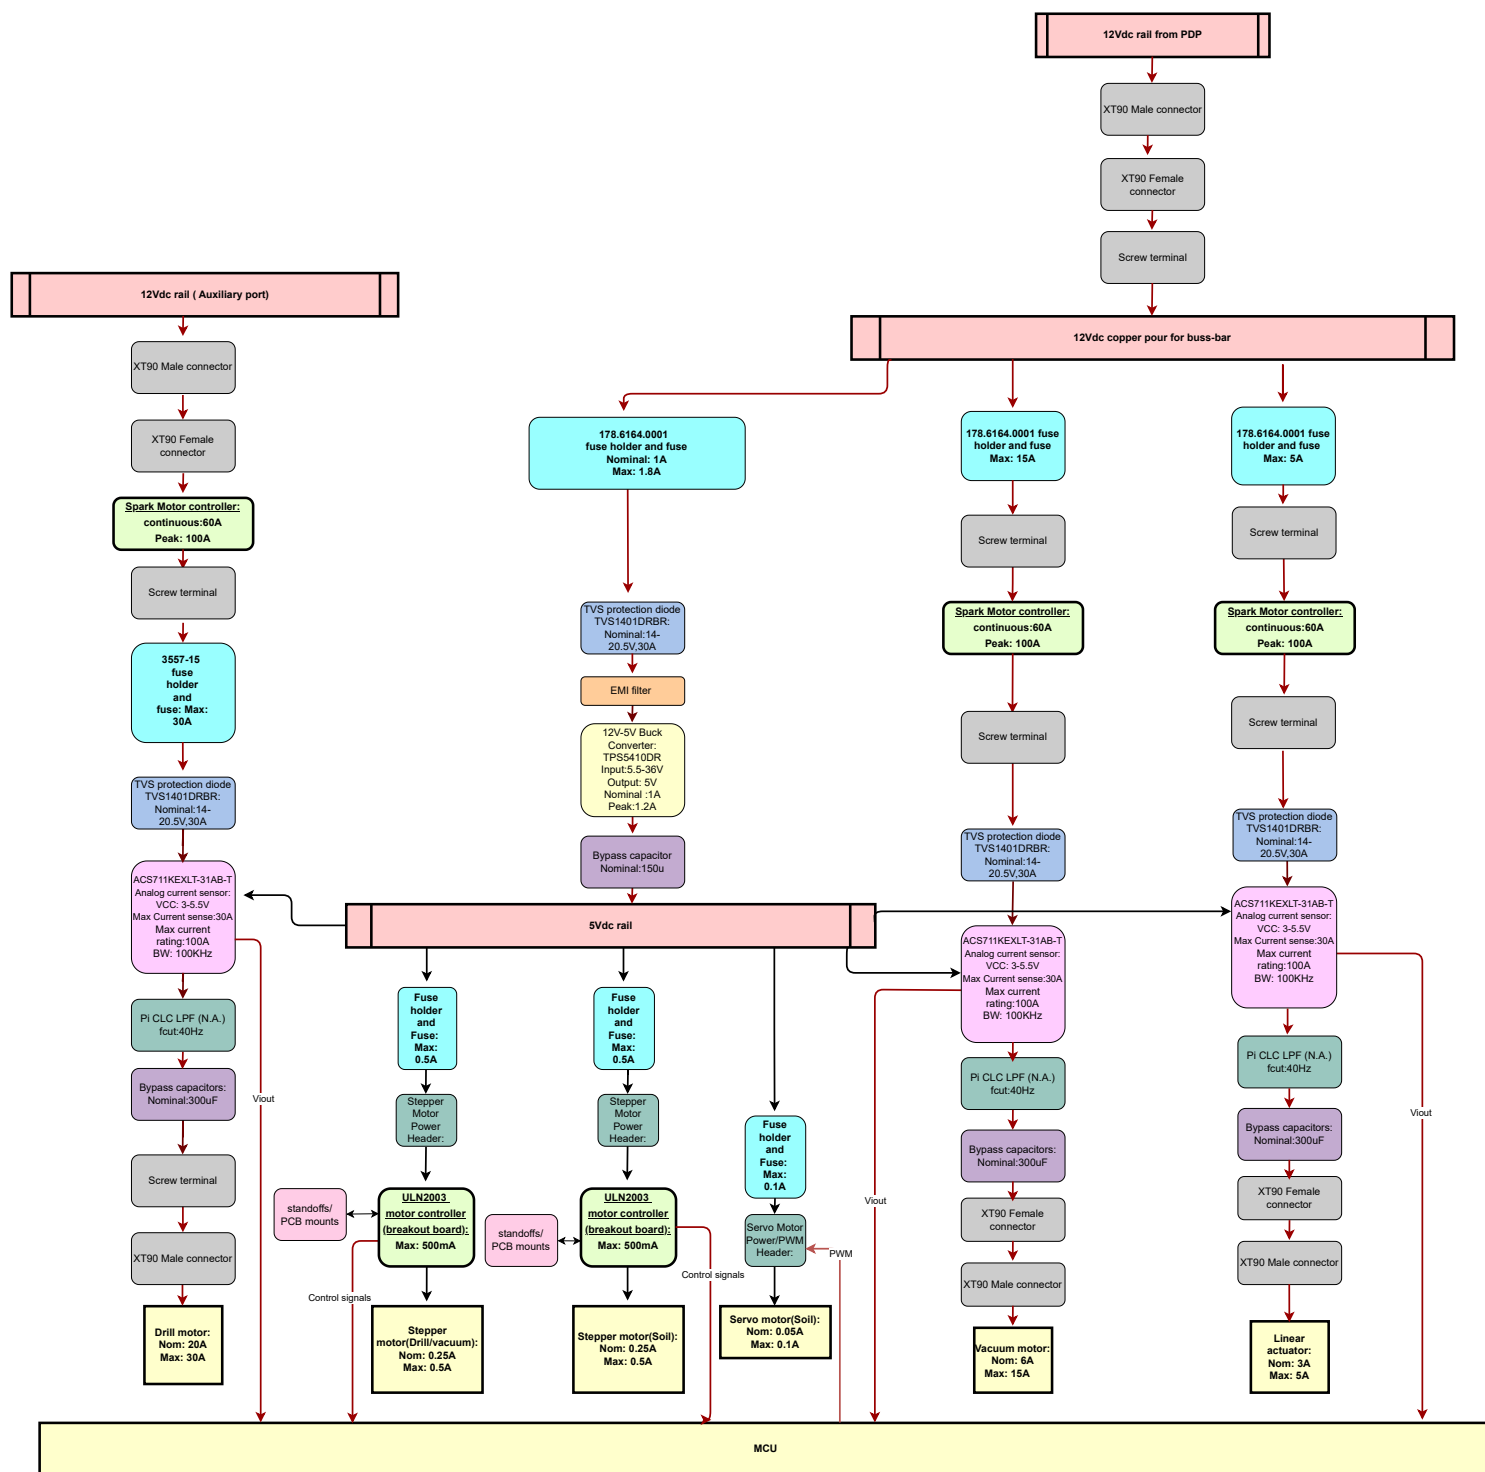 12Vdc rail from PDP
XT90 Male connector
XT90 Female
connector
Screw terminal
12Vdc rail ( Auxiliary port)
12Vdc copper pour for buss-bar
XT90 Male connector
XT90 Female
connector
Spark Motor controller:
continuous:60A
Peak: 100A
Screw terminal
3557-15
fuse
holder
and
fuse: Max:
30A
TVS protection diode
TVS1401DRBR:
Nominal:14-
20.5V,30A
ACS711KEXLT-31AB-T
Analog current sensor:
VCC: 3-5.5V
Max Current sense:30A
Max current
rating:100A
BW: 100KHz
Pi CLC LPF (N.A.)
fcut:40Hz
Bypass capacitors:
Nominal:300uF
Viout
Screw terminal
XT90 Male connector
Drill motor:
Nom: 20A
Max: 30A
178.6164.0001
fuse holder and fuse
Nominal: 1A
Max: 1.8A
TVS protection diode
TVS1401DRBR:
Nominal:14-
20.5V,30A
EMI filter
12V-5V Buck
Converter:
TPS5410DR
Input:5.5-36V
Output: 5V
Nominal :1A
Peak:1.2A
Bypass capacitor
Nominal:150u
5Vdc rail
Fuse
holder
and
Fuse:
Max:
0.5A
Stepper
Motor
Power
Header:
standoffs/
PCB mounts
ULN2003
motor controller
(breakout board):
Max: 500mA
Control signals
Stepper
motor(Drill/vacuum):
Nom: 0.25A
Max: 0.5A
Fuse
holder
and
Fuse:
Max:
0.5A
Stepper
Motor
Power
Header:
standoffs/
PCB mounts
ULN2003
motor controller
(breakout board):
Max: 500mA
Control signals
Stepper motor(Soil):
Nom: 0.25A
Max: 0.5A
Fuse
holder
and
Fuse:
Max:
0.1A
Servo Motor
Power/PWM
Header:
PWM
Servo motor(Soil):
Nom: 0.05A
Max: 0.1A
178.6164.0001 fuse
holder and fuse
Max: 15A
Screw terminal
Spark Motor controller:
continuous:60A
Peak: 100A
Screw terminal
TVS protection diode
TVS1401DRBR:
Nominal:14-
20.5V,30A
ACS711KEXLT-31AB-T
Analog current sensor:
VCC: 3-5.5V
Max Current sense:30A
Max current
rating:100A
BW: 100KHz
Pi CLC LPF (N.A.)
fcut:40Hz
Bypass capacitors:
Nominal:300uF
Viout
XT90 Female
connector
XT90 Male connector
Vacuum motor:
Nom: 6A
Max: 15A
178.6164.0001 fuse
holder and fuse
Max: 5A
Screw terminal
Spark Motor controller:
continuous:60A
Peak: 100A
Screw terminal
TVS protection diode
TVS1401DRBR:
Nominal:14-
20.5V,30A
ACS711KEXLT-31AB-T
Analog current sensor:
VCC: 3-5.5V
Max Current sense:30A
Max current
rating:100A
BW: 100KHz
Pi CLC LPF (N.A.)
fcut:40Hz
Bypass capacitors:
Nominal:300uF
Viout
XT90 Female
connector
XT90 Male connector
Linear
actuator:
Nom: 3A
Max: 5A
MCU